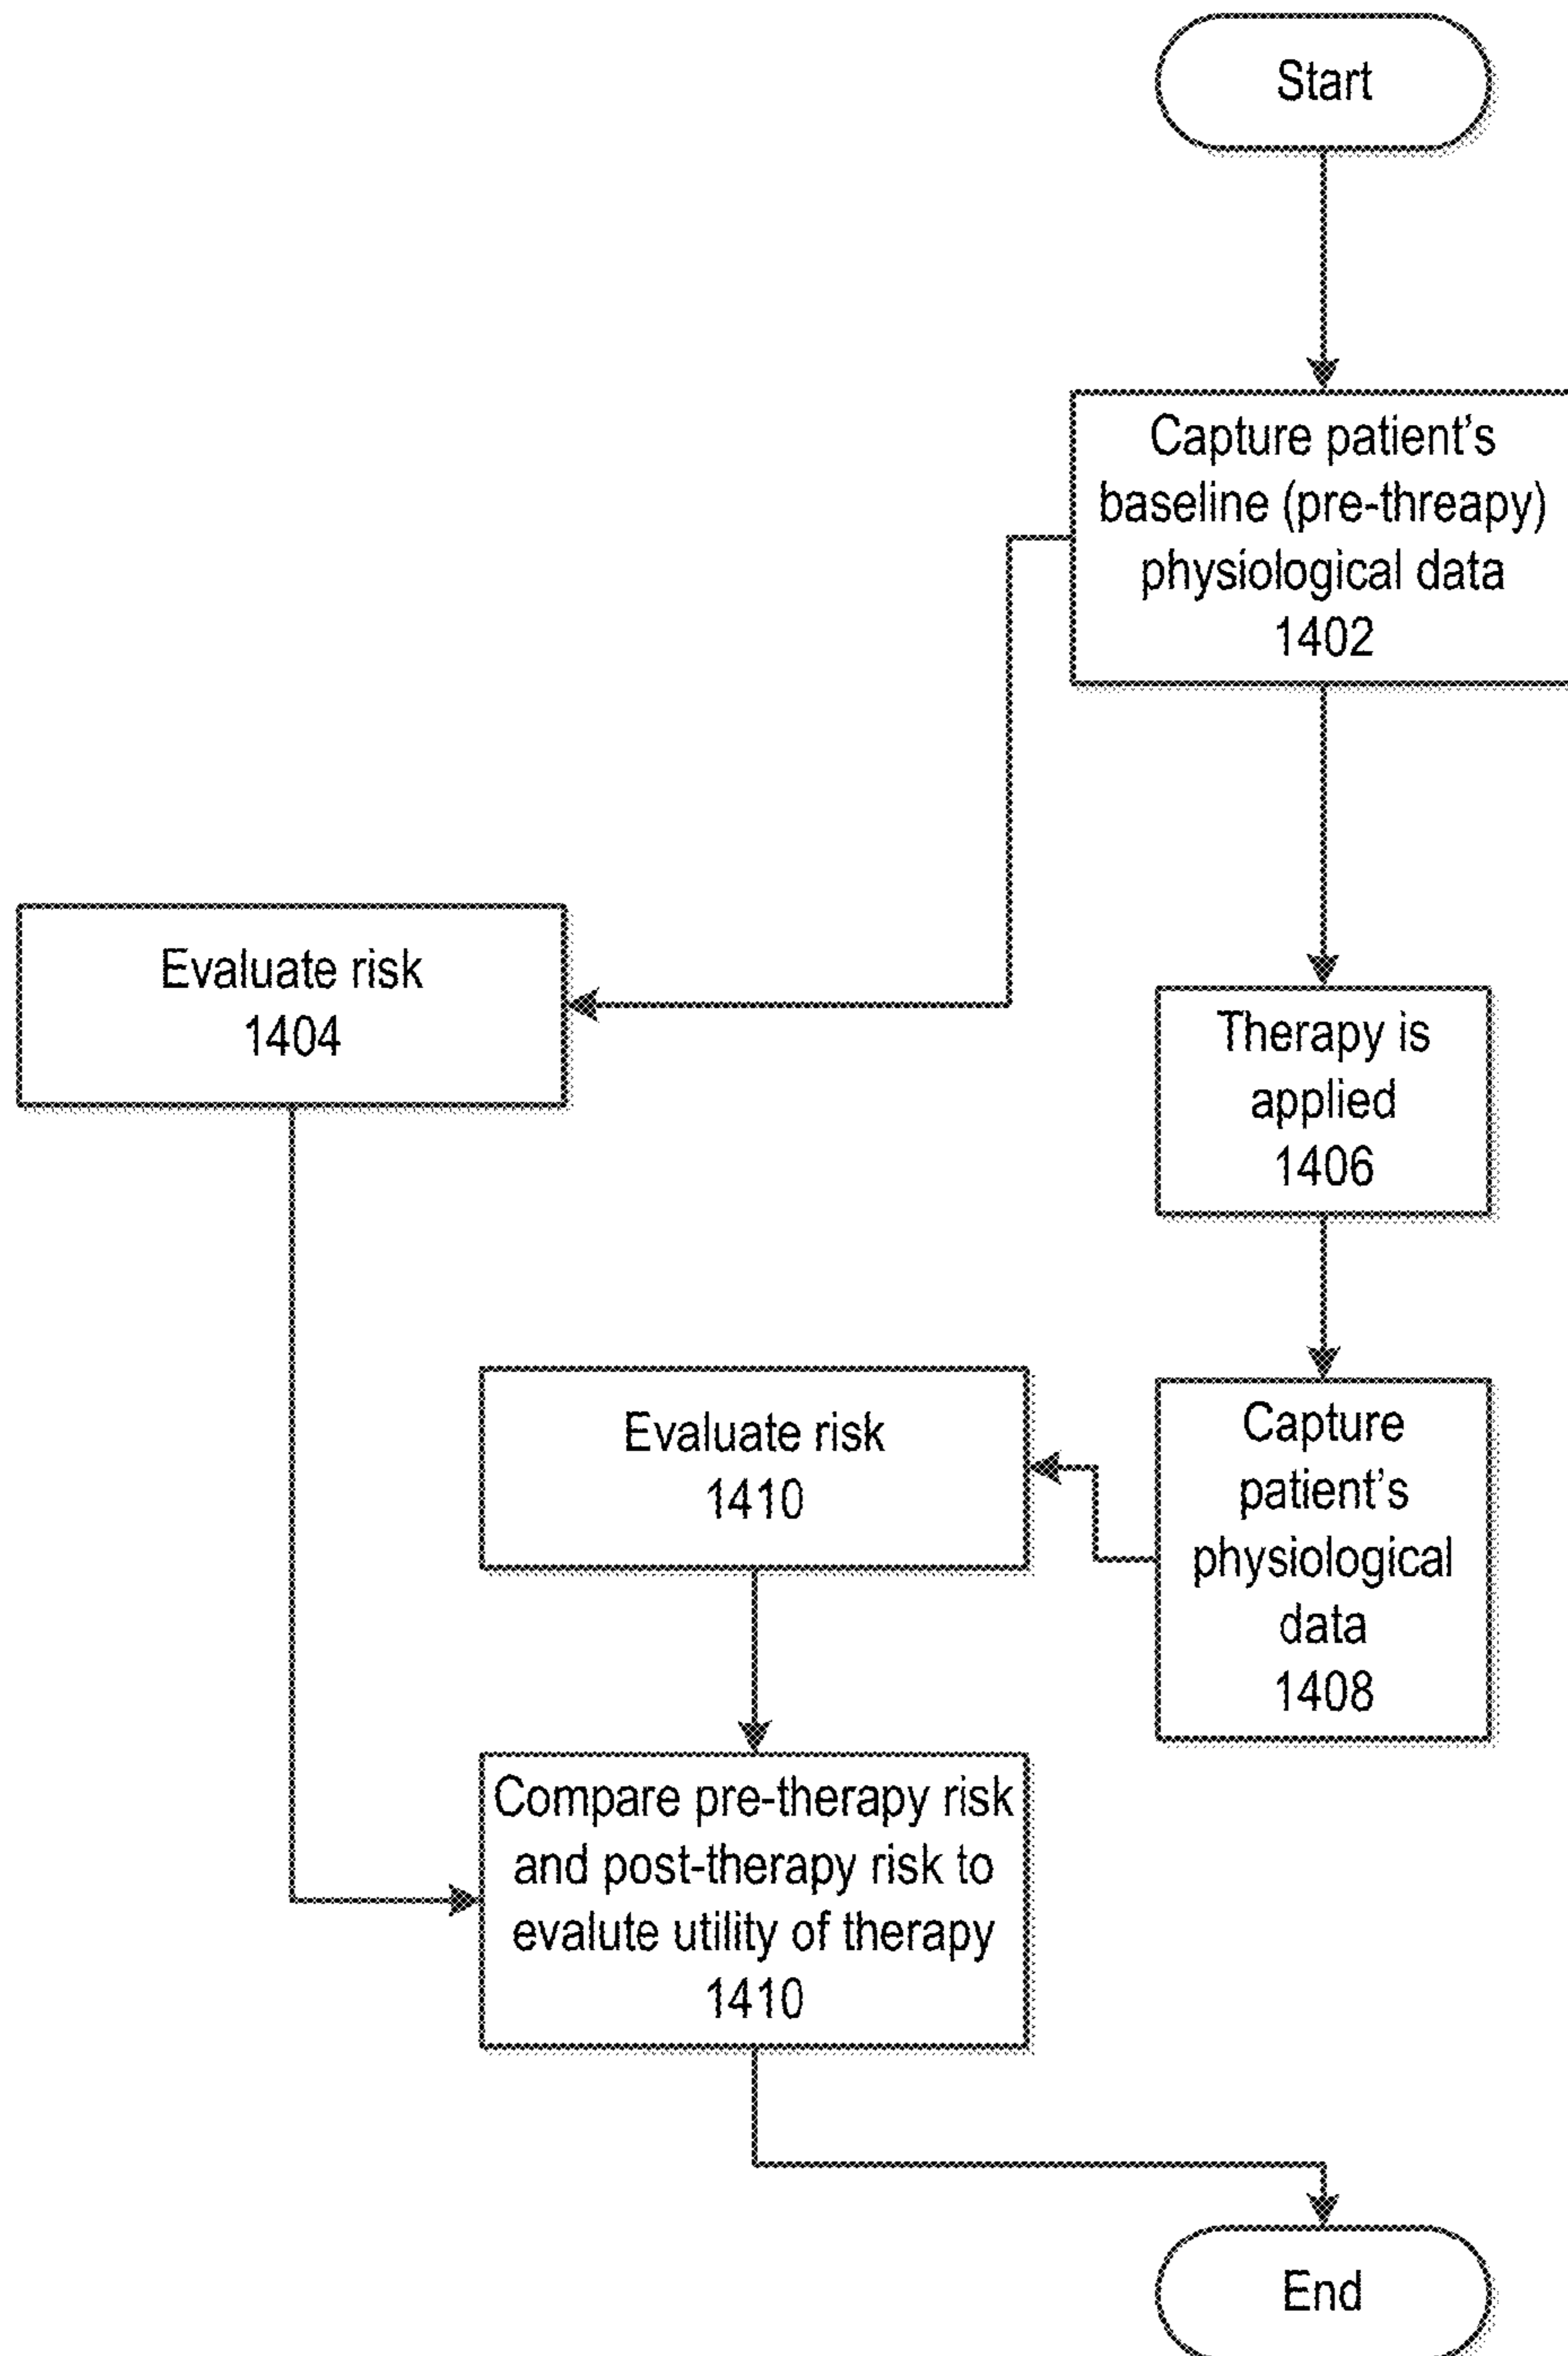 Start
Capture patient's
baseline (pre-threapy)
physiological data
1402
Evaluate risk
1404
Therapy is
applied
1406
Capture
patient's
physiological
data
1408
Evaluate risk
1410
Compare pre-therapy risk
and post-therapy risk to
evalute utility of therapy
1410
End